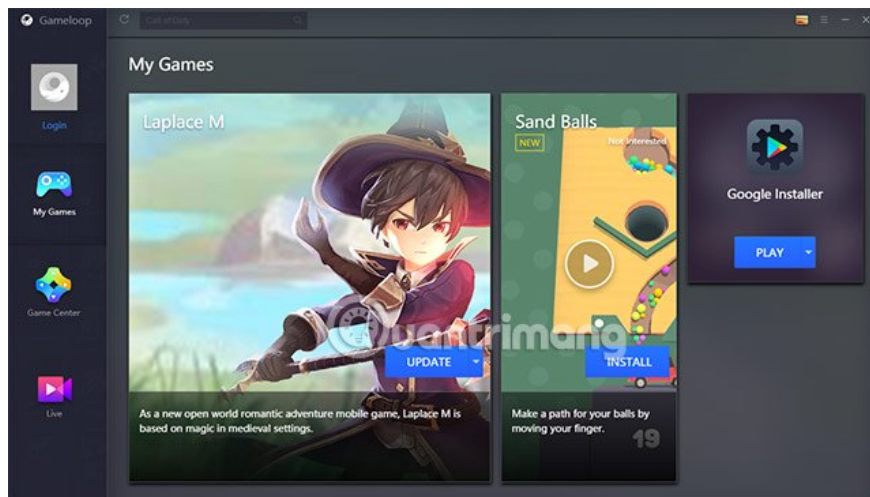 Gameloop
Call of Duty
Login
My Games
Game Center
Live
My Games
Laplace M
UPDATE
As a new open world romantic adventure mobile game, Laplace M is
based on magic in medieval settings.
Sand Balls
NEW
Not interested
INSTALL
Make a path for your balls by
moving your finger.
19
Google Installer
PLAY
Quantrimang